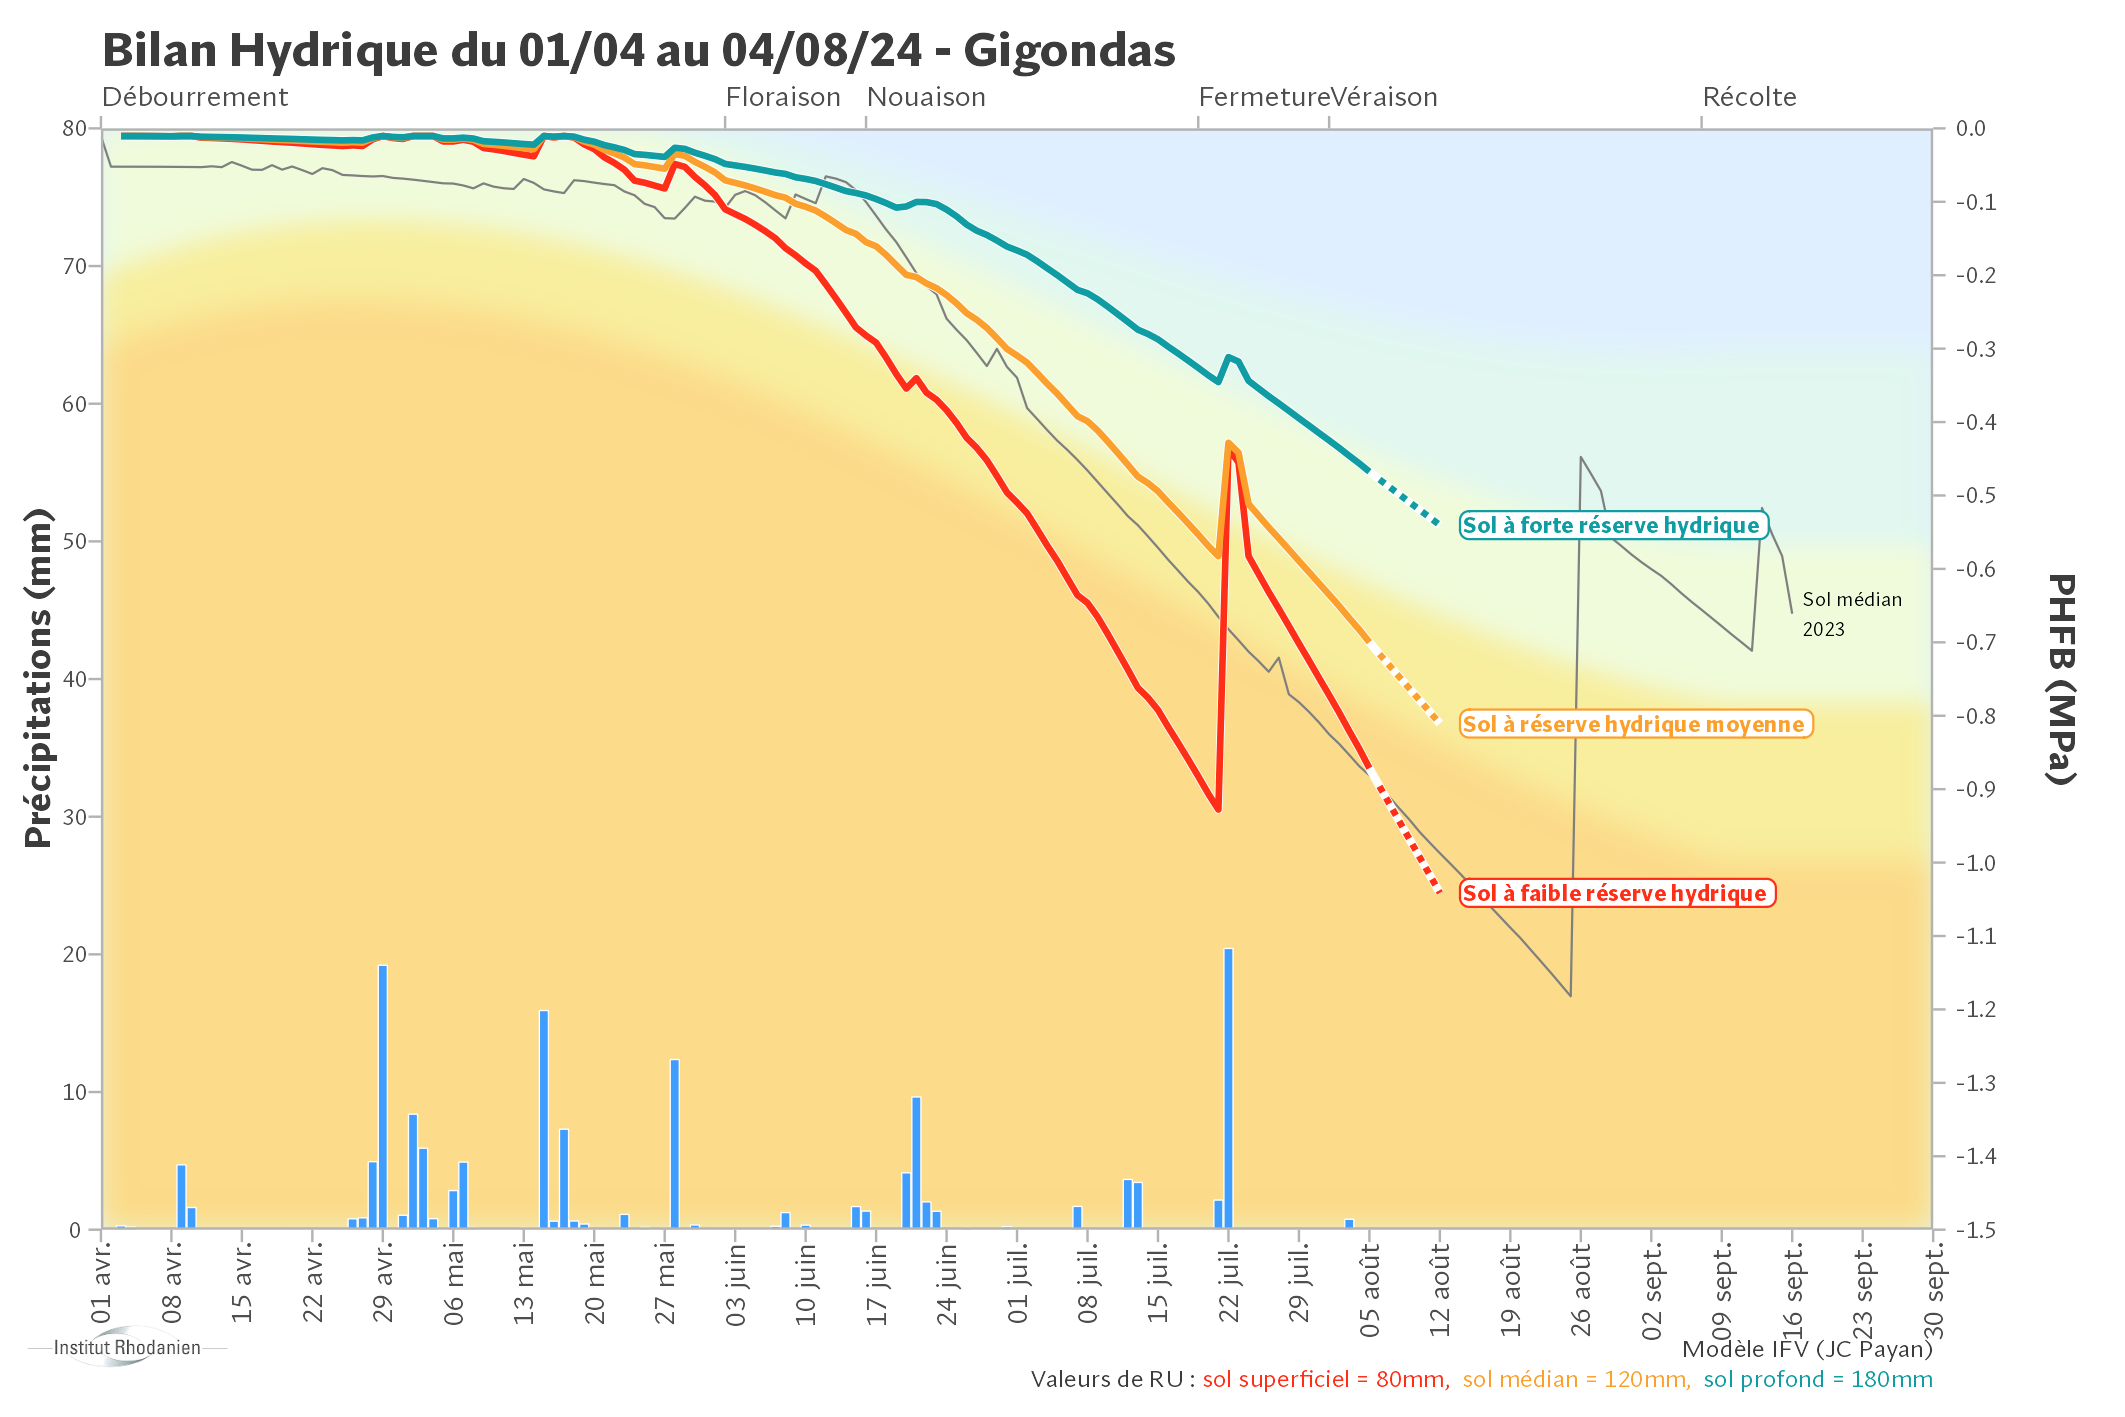 Bilan Hydrique du 01/04 au 04/08/24 - Gigondas
Débourrement Floraison Nouaison Fermeture Véraison Récolte
80
70
60
50
40
30
20
10
0
Précipitations (mm)
0.0
-0.1
-0.2
-0.3
-0.4
-0.5
-0.6
-0.7
-0.8
-0.9
-1.0
-1.1
-1.2
-1.3
-1.4
-1.5
PHFB (MPa)
Sol à forte réserve hydrique
Sol médian
2023
Sol à réserve hydrique moyenne
Sol à faible réserve hydrique
01 avr.
08 avr.
15 avr.
22 avr.
29 avr.
06 mai
13 mai
20 mai
27 mai
03 juin
10 juin
17 juin
24 juin
01 juil.
08 juil.
15 juil.
22 juil.
29 juil.
05 août
12 août
19 août
26 août
02 sept.
09 sept.
16 sept.
23 sept.
30 sept.
Institut Rhodanien
Modèle IFV (JC Payan)
Valeurs de RU : sol superficiel = 80mm, sol médian = 120mm, sol profond = 180mm